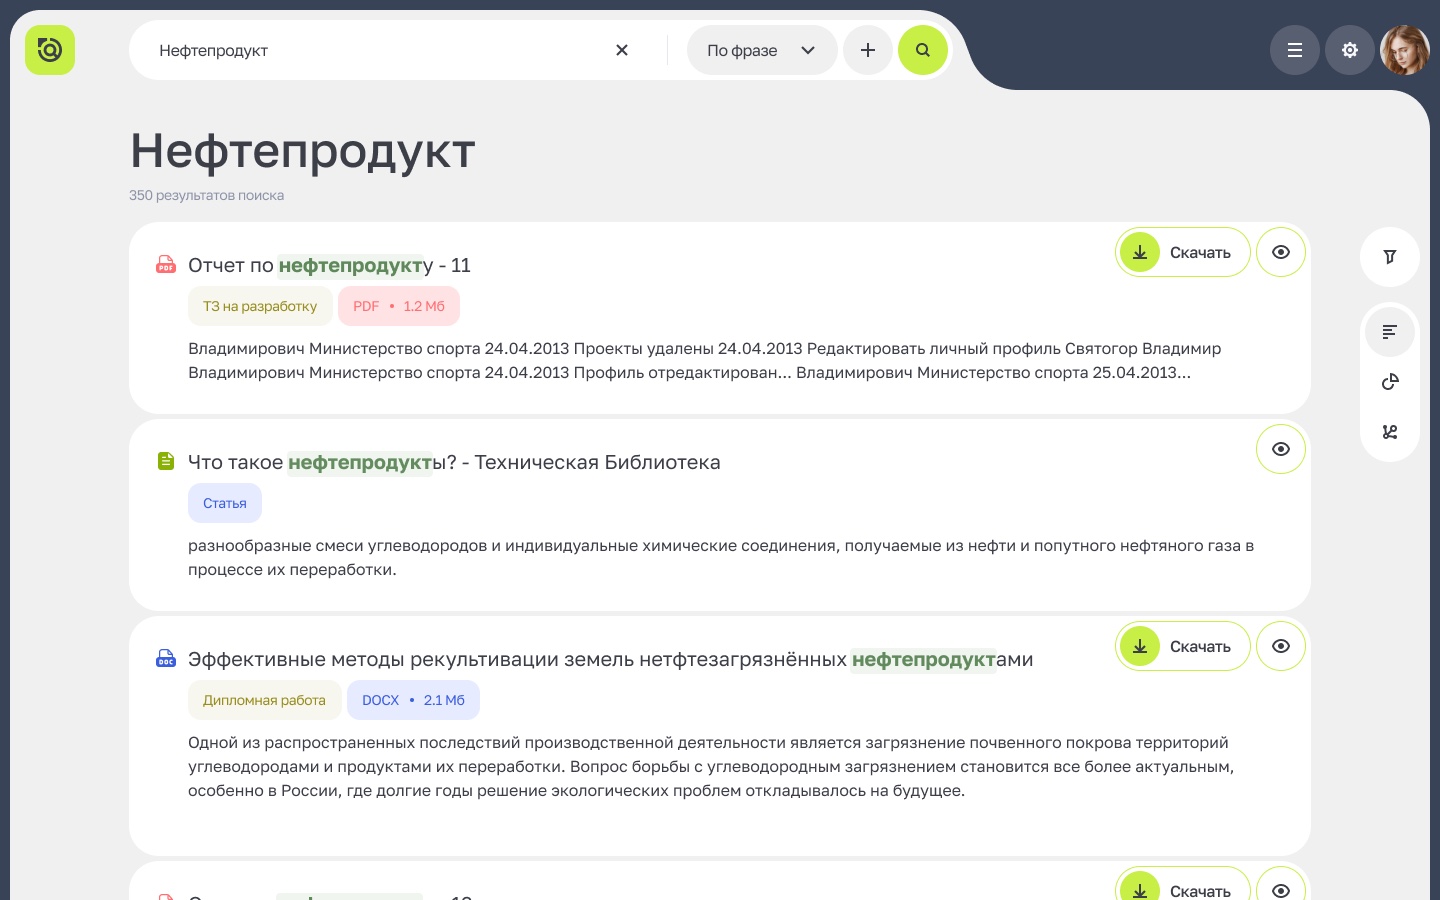 Нефтепродукт
По фразе
Нефтепродукт
350 результатов поиска
Отчет по нефтепродукту - 11
Скачать
PDF
ТЗ на разработку
PDF • 1.2 Мб
Владимирович Министерство спорта 24.04.2013 Проекты удалены 24.04.2013 Редактировать личный профиль Святогор Владимир
Владимирович Министерство спорта 24.04.2013 Профиль отредактирован... Владимирович Министерство спорта 25.04.2013...
Что такое нефтепродукты? - Техническая Библиотека
Статья
разнообразные смеси углеводородов и индивидуальные химические соединения, получаемые из нефти и попутного нефтяного газа в
процессе их переработки.
Эффективные методы рекультивации земель нетфтезагрязнённых нефтепродуктами
Скачать
DOC
Дипломная работа
DOCX • 2.1 Мб
Одной из распространенных последствий производственной деятельности является загрязнение почвенного покрова территорий
углеводородами и продуктами их переработки. Вопрос борьбы с углеводородным загрязнением становится все более актуальным,
особенно в России, где долгие годы решение экологических проблем откладывалось на будущее.
Скачать